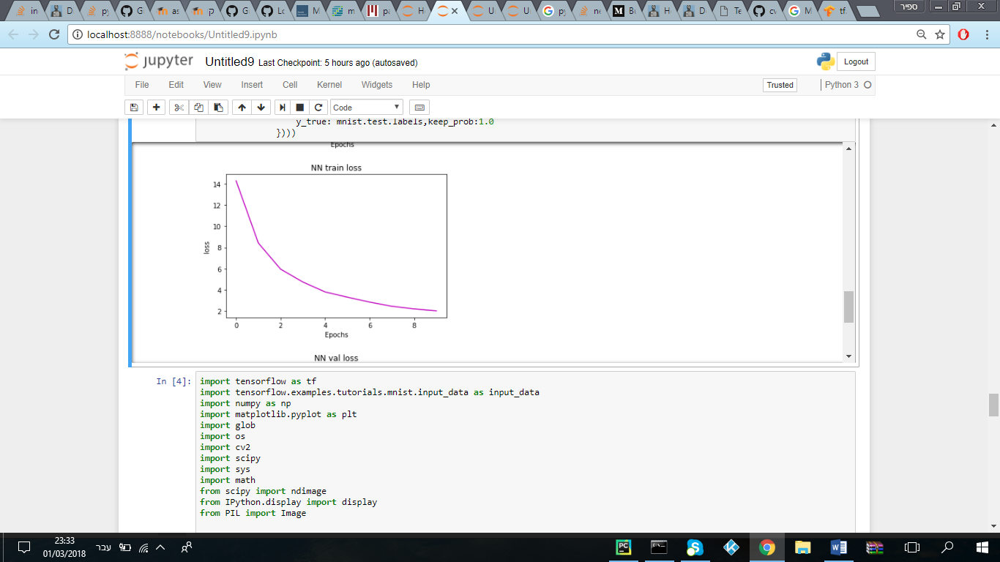 in
D
py
G
as
ק
G
Lo
M
m
pa
H
U
U
py
ne
M
Bu
H
D
Te
cv
M
tf.
ספיר
localhost:8888/notebooks/Untitled9.ipynb
jupyter Untitled9 Last Checkpoint: 5 hours ago (autosaved)
Logout
File Edit View Insert Cell Kernel Widgets Help
Trusted
Python 3
Code
y_true: mnist.test.labels,keep_prob:1.0
})))
Epochs
NN train loss
14
12
10
8
6
4
2
loss
0 2 4 6 8
Epochs
NN val loss
In [4]:
import tensorflow as tf
import tensorflow.examples.tutorials.mnist.input_data as input_data
import numpy as np
import matplotlib.pyplot as plt
import glob
import os
import cv2
import scipy
import sys
import math
from scipy import ndimage
from IPython.display import display
from PIL import Image
23:33
01/03/2018
עבר
PC